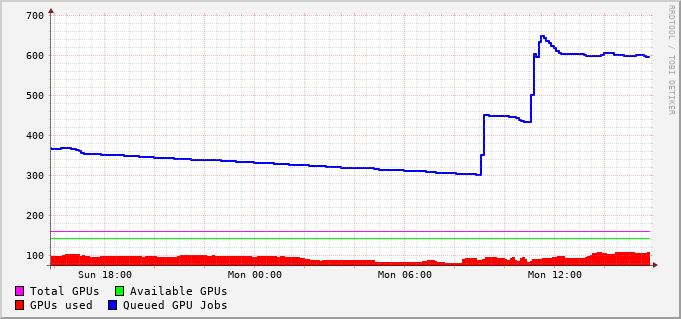 700
600
500
400
300
200
100
Sun 18:00 Mon 00:00 Mon 06:00 Mon 12:00
Total GPUs Available GPUs
GPUs used Queued GPU Jobs
RRDTOOL / TOBI OETIKER